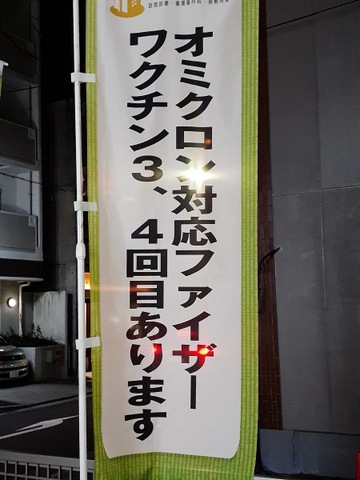 オミクロン対応ファイザー
ワクチン3、4回目あります